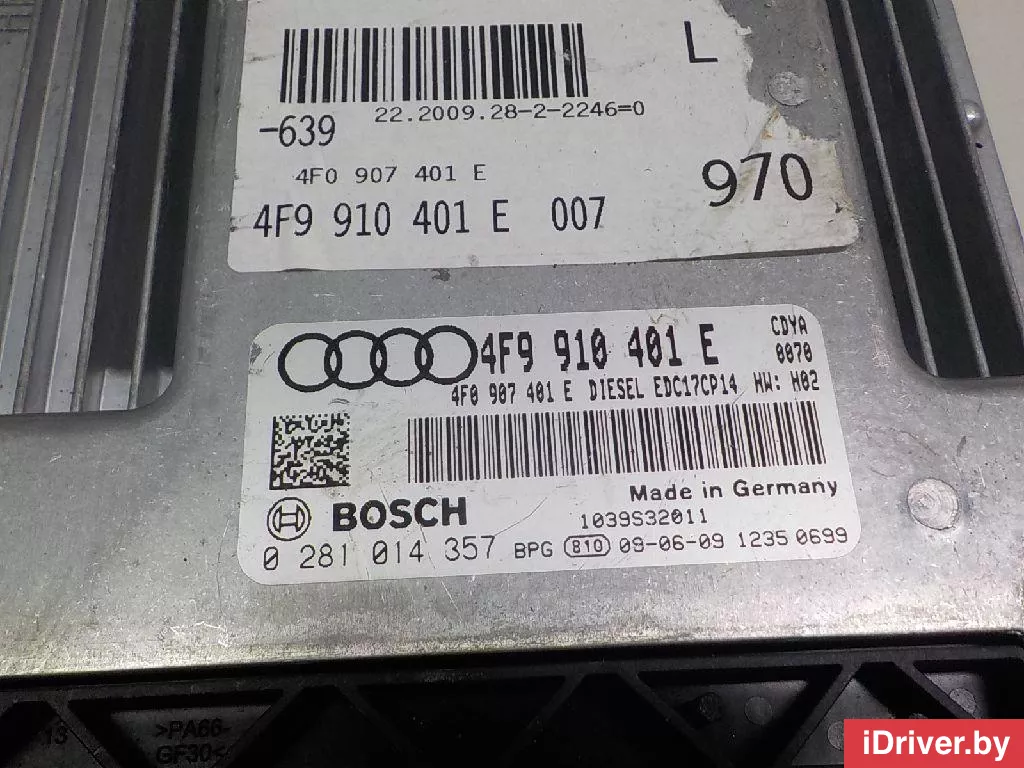 L
22.2009.28-2-2246=0
-639
4F0 907 401 E
970
4F9 910 401 E 007
4F9 910 401 E
CDYA
0070
4F0 907 401 E DIESEL EDC17CP14 HW: H02
Made in Germany
BOSCH
1039S32011
0 281 014 357 BPG 810 09-06-09 1235 0699
13
>PA66-
GF30<
iDriver.by